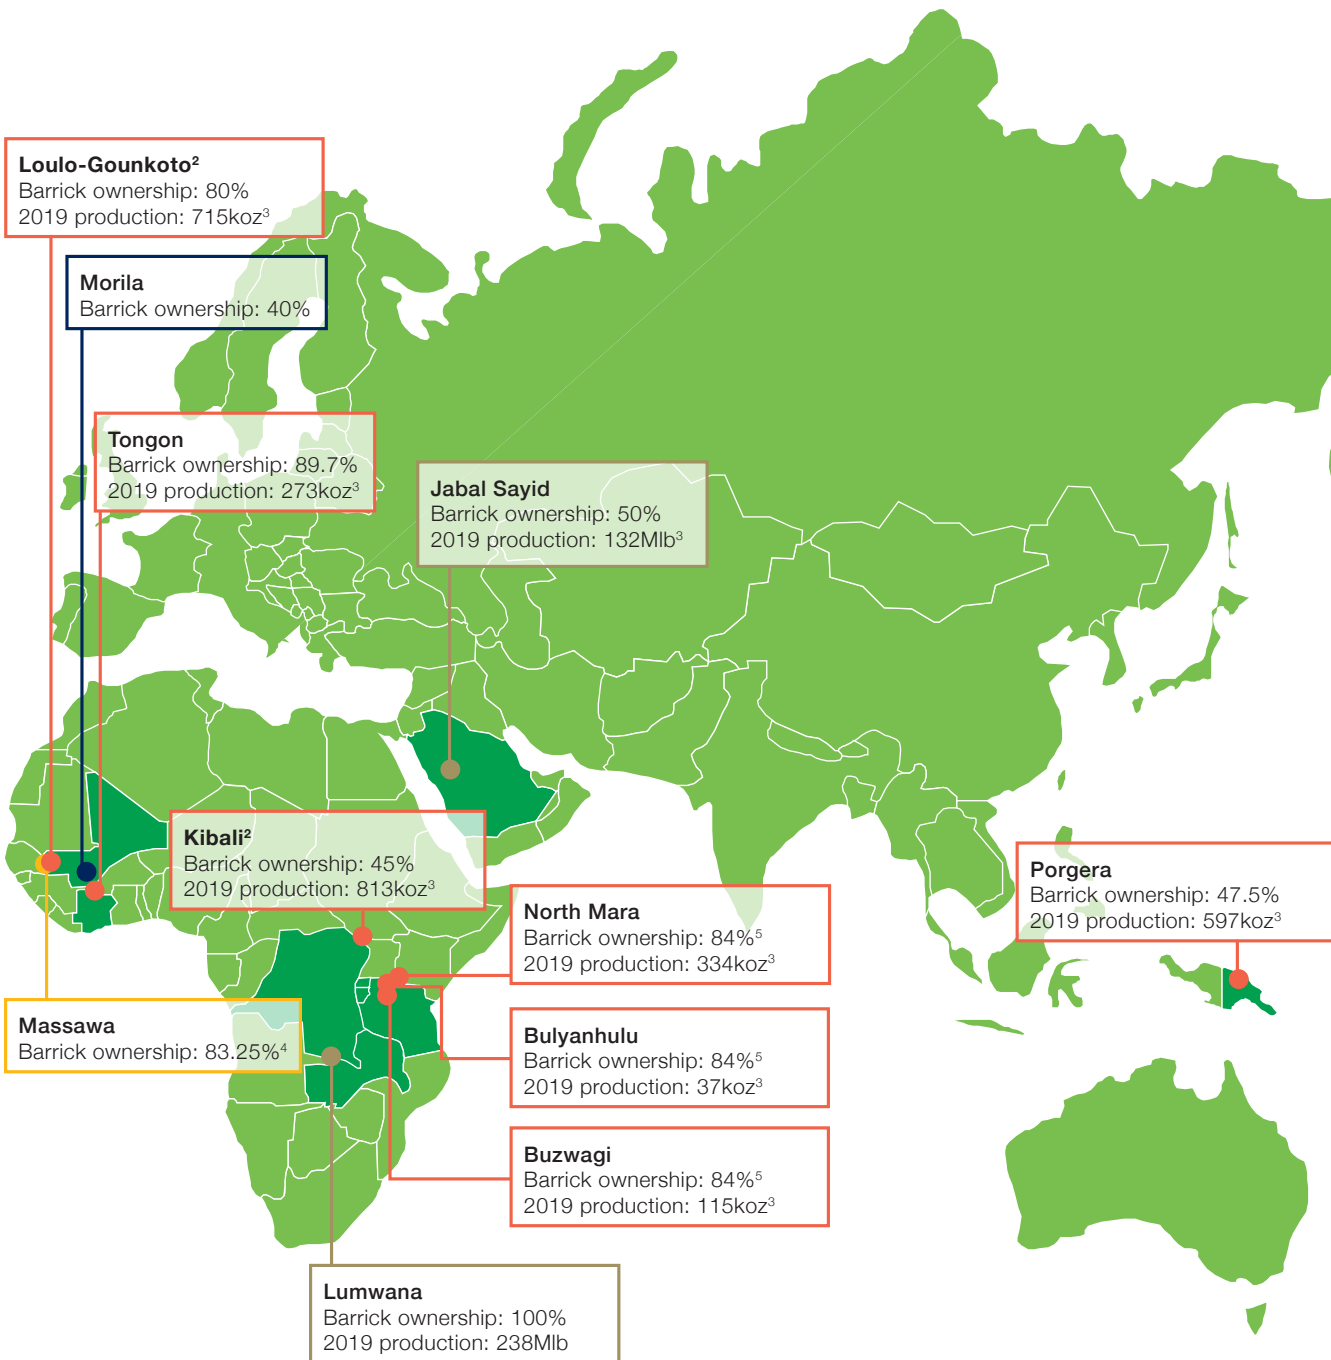 Loulo-Gounkoto²
Barrick ownership: 80%
2019 production: 715koz³
Morila
Barrick ownership: 40%
Tongon
Barrick ownership: 89.7%
2019 production: 273koz³
Jabal Sayid
Barrick ownership: 50%
2019 production: 132Mlb³
Kibali²
Barrick ownership: 45%
2019 production: 813koz³
North Mara
Barrick ownership: 84%⁵
2019 production: 334koz³
Porgera
Barrick ownership: 47.5%
2019 production: 597koz³
Massawa
Barrick ownership: 83.25%⁴
Bulyanhulu
Barrick ownership: 84%⁵
2019 production: 37koz³
Buzwagi
Barrick ownership: 84%⁵
2019 production: 115koz³
Lumwana
Barrick ownership: 100%
2019 production: 238Mlb